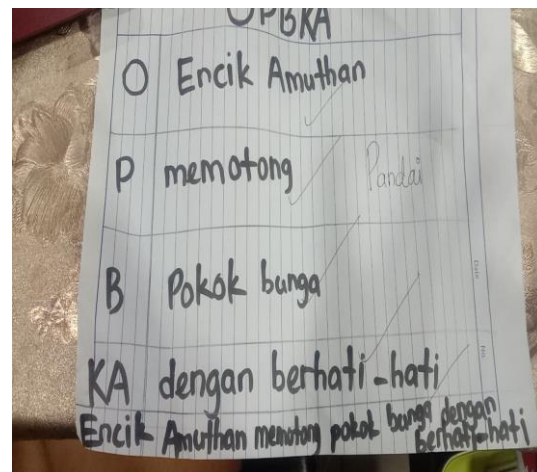 OPBKA
O Encik Amuthan
P memotong Pandai
B Pokok bunga
KA dengan berhati-hati
Encik Amuthan memotong pokok bunga dengan
berhati-hati